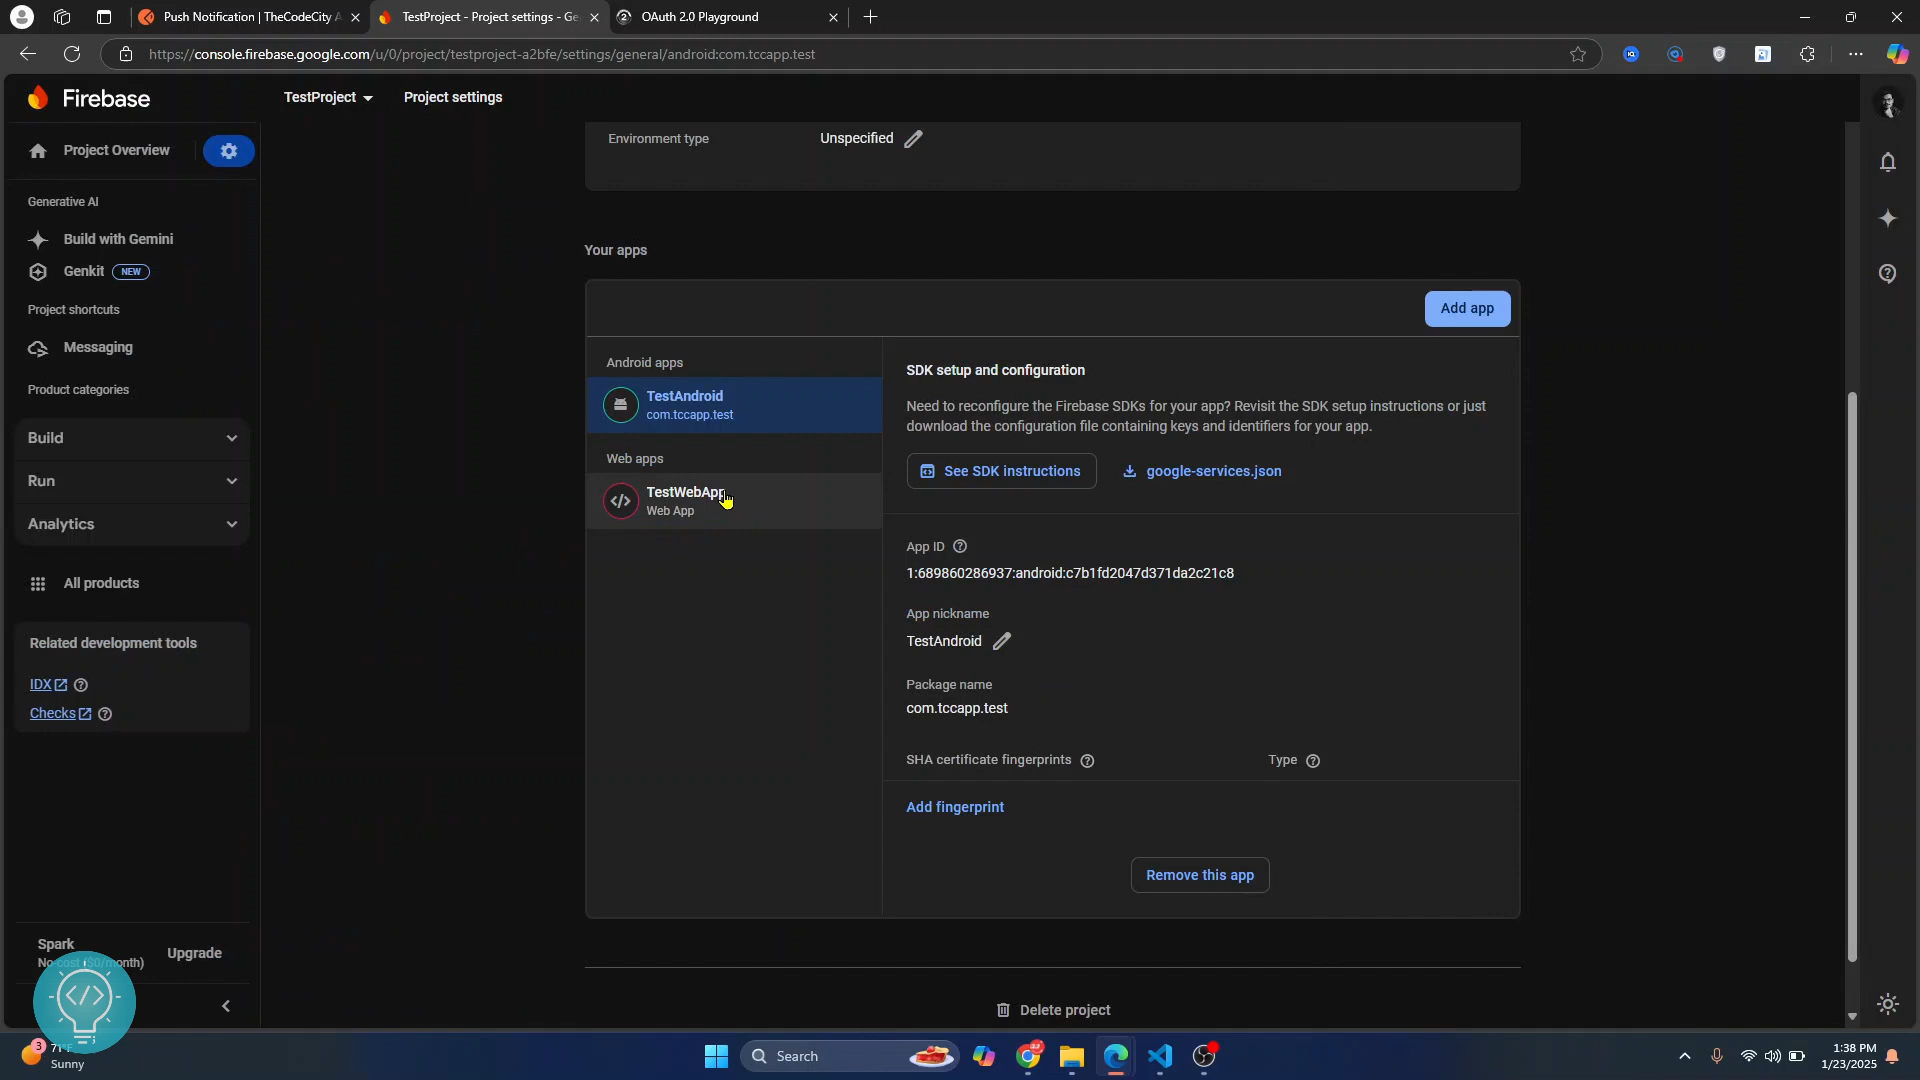 Push Notification | TheCodeCity A
TestProject - Project settings - Ge
OAuth 2.0 Playground
https://console.firebase.google.com/u/0/project/testproject-a2bfe/settings/general/android:com.tccapp.test
Firebase
TestProject
Project settings
Project Overview
Generative AI
Build with Gemini
Genkit
NEW
Project shortcuts
Messaging
Product categories
Build
Run
Analytics
All products
Related development tools
IDX
Checks
Spark
No-cost ($0/month)
Upgrade
Environment type
Unspecified
Your apps
Add app
Android apps
TestAndroid
com.tccapp.test
Web apps
TestWebApp
Web App
SDK setup and configuration
Need to reconfigure the Firebase SDKs for your app? Revisit the SDK setup instructions or just
download the configuration file containing keys and identifiers for your app.
See SDK instructions
google-services.json
App ID
1:689860286937:android:c7b1fd2047d371da2c21c8
App nickname
TestAndroid
Package name
com.tccapp.test
SHA certificate fingerprints
Type
Add fingerprint
Remove this app
Delete project
3
71°F
Sunny
Search
1:38 PM
1/23/2025